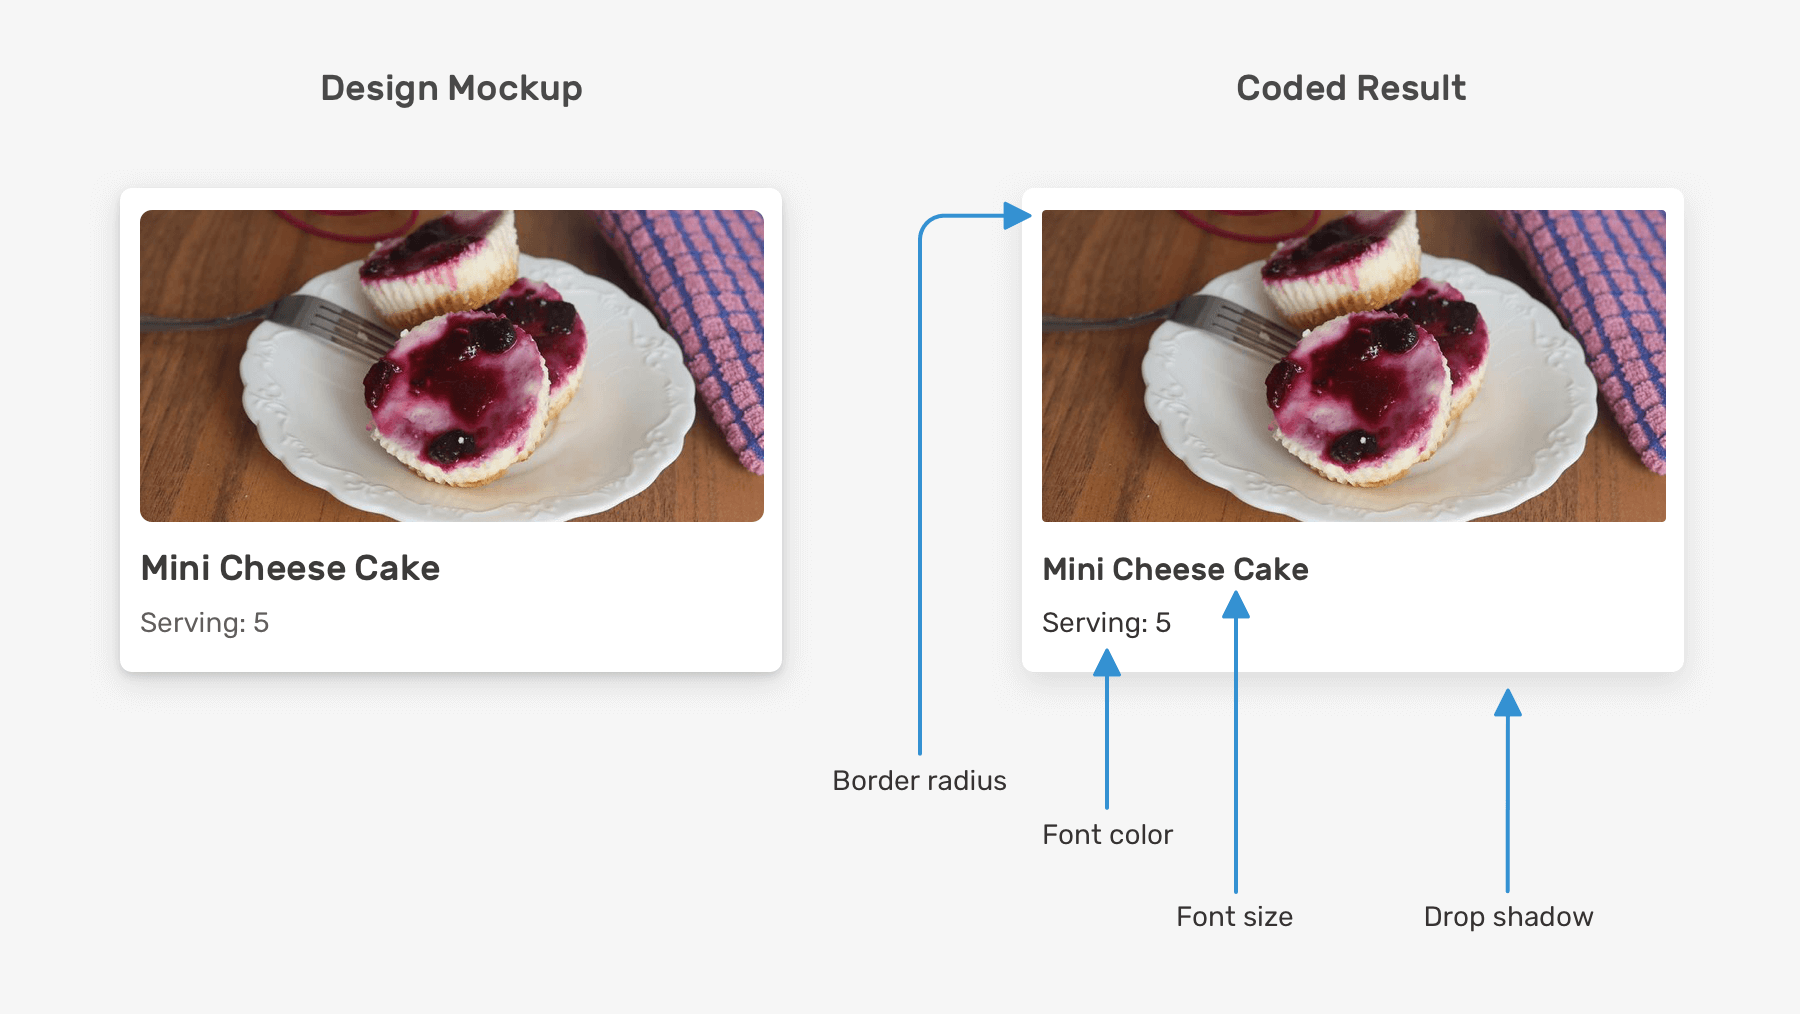 Design Mockup
Coded Result
Mini Cheese Cake
Serving: 5
Mini Cheese Cake
Serving: 5
Border radius
Font color
Font size
Drop shadow